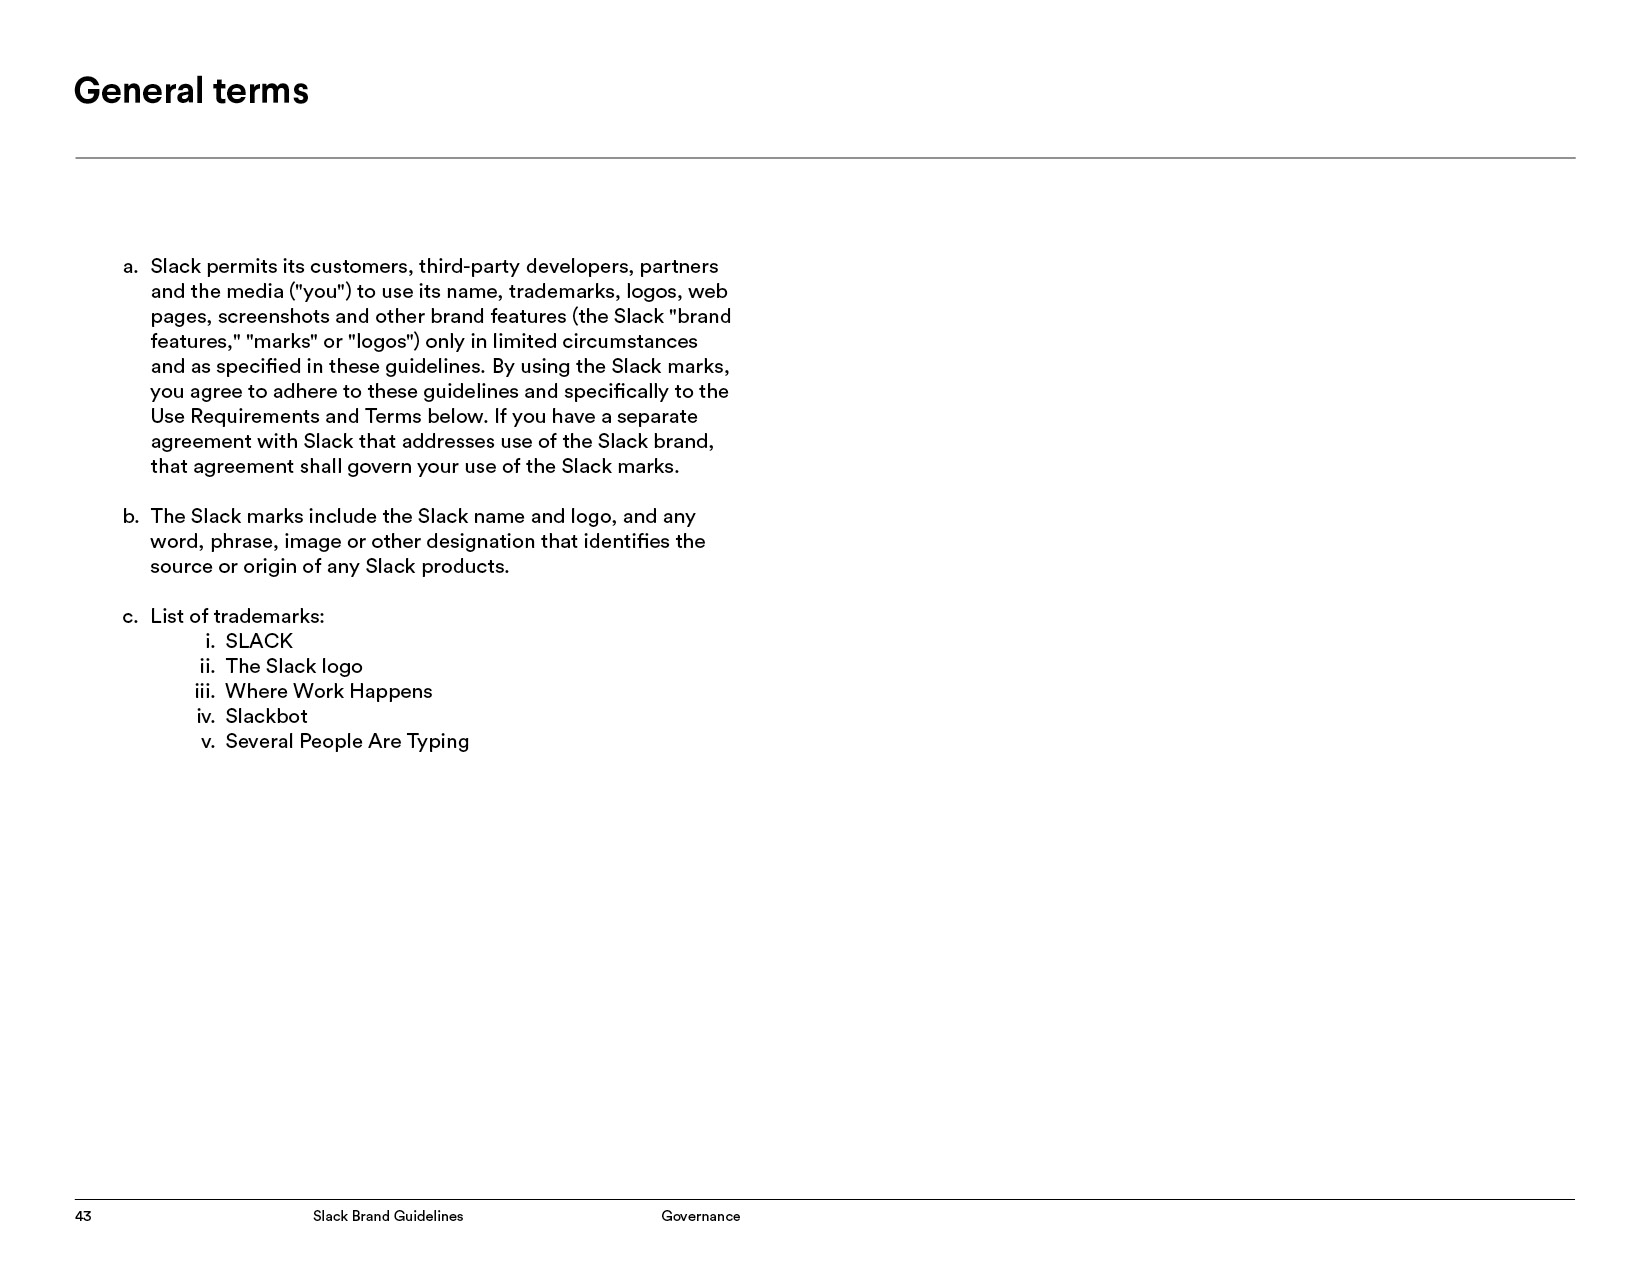 General terms
a. Slack permits its customers, third-party developers, partners
and the media ("you") to use its name, trademarks, logos, web
pages, screenshots and other brand features (the Slack "brand
features," "marks" or "logos") only in limited circumstances
and as specified in these guidelines. By using the Slack marks,
you agree to adhere to these guidelines and specifically to the
Use Requirements and Terms below. If you have a separate
agreement with Slack that addresses use of the Slack brand,
that agreement shall govern your use of the Slack marks.
b. The Slack marks include the Slack name and logo, and any
word, phrase, image or other designation that identifies the
source or origin of any Slack products.
c. List of trademarks:
i. SLACK
ii. The Slack logo
iii. Where Work Happens
iv. Slackbot
v. Several People Are Typing
43 Slack Brand Guidelines Governance